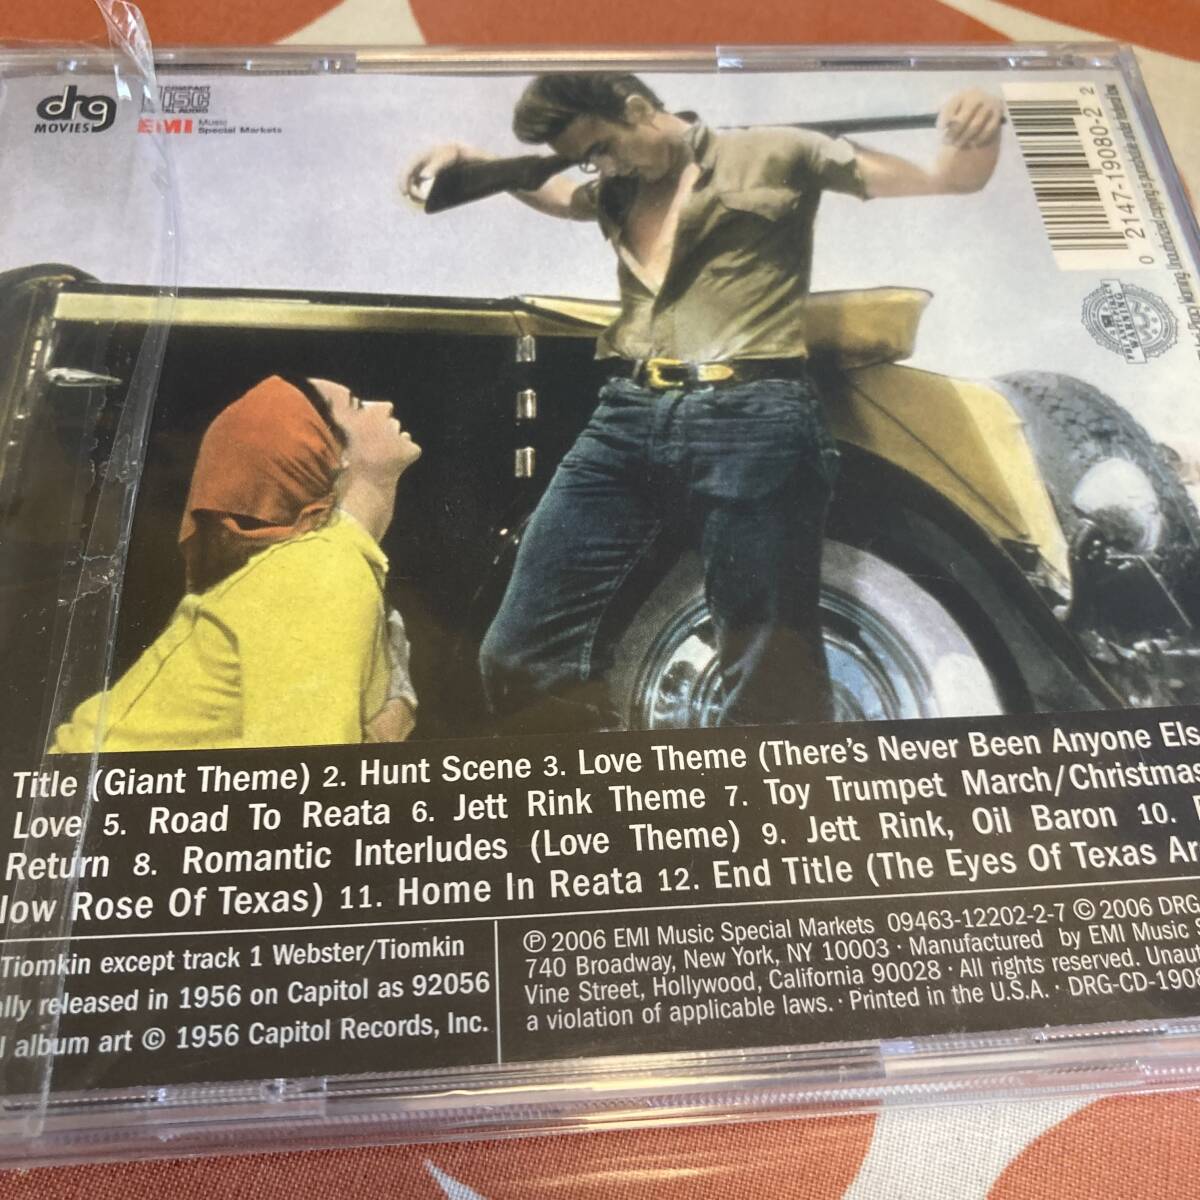 drg
MOVIES
COMPACT
DISC
DIGITAL AUDIO
EMI Music
Special Markets
0 2147-19080-2 2
Title (Giant Theme) 2. Hunt Scene 3. Love Theme (There's Never Been Anyone Els
Love 5. Road To Reata 6. Jett Rink Theme 7. Toy Trumpet March/Christmas
Return 8. Romantic Interludes (Love Theme) 9. Jett Rink, Oil Baron 10.
low Rose Of Texas) 11. Home In Reata 12. End Title (The Eyes Of Texas Ar
Tiomkin except track 1 Webster/Tiomkin
lly released in 1956 on Capitol as 92056
l album art © 1956 Capitol Records, Inc.
℗ 2006 EMI Music Special Markets 09463-12202-2-7 © 2006 DRG
740 Broadway, New York, NY 10003 · Manufactured by EMI Music S
Vine Street, Hollywood, California 90028 · All rights reserved. Unau
a violation of applicable laws. · Printed in the U.S.A. · DRG-CD-1908